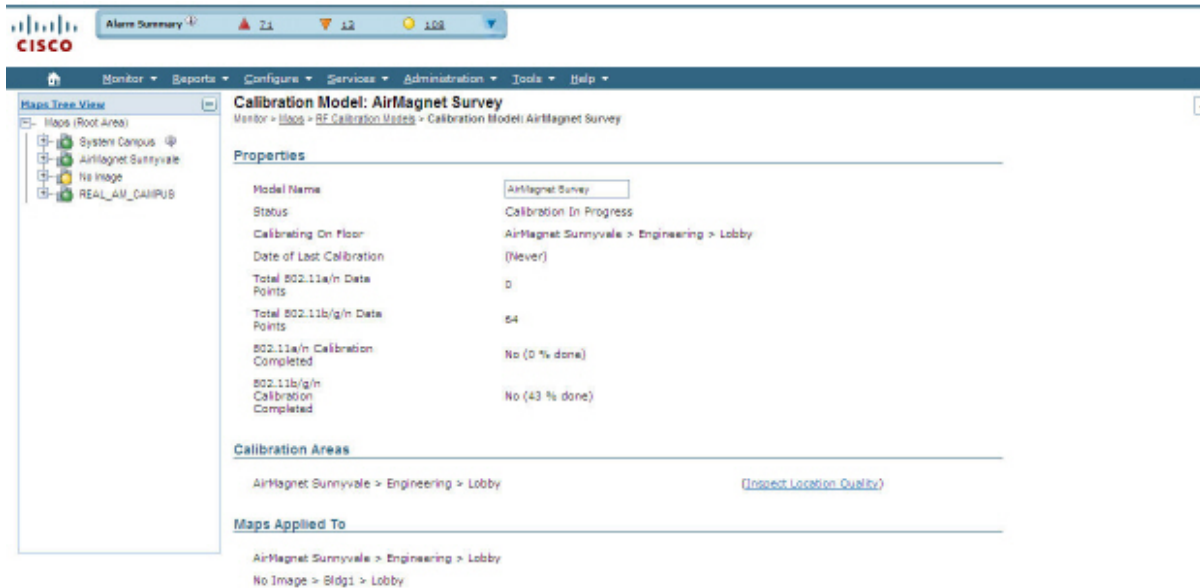 CISCO
Alarm Summary 71 12 108
Monitor Reports Configure Services Administration Tools Help
Maps Tree View
Maps (Root Area)
System Campus
AirMagnet Sunnyvale
No Image
REAL_AM_CAMPUS
Calibration Model: AirMagnet Survey
Monitor > Maps > RF Calibration Models > Calibration Model: AirMagnet Survey
Properties
Model Name AirMagnet Survey
Status Calibration In Progress
Calibrating On Floor AirMagnet Sunnyvale > Engineering > Lobby
Date of Last Calibration (Never)
Total 802.11a/n Data
Points 0
Total 802.11b/g/n Data
Points 64
802.11a/n Calibration
Completed No (0 % done)
802.11b/g/n
Calibration
Completed No (43 % done)
Calibration Areas
AirMagnet Sunnyvale > Engineering > Lobby (Inspect Location Quality)
Maps Applied To
AirMagnet Sunnyvale > Engineering > Lobby
No Image > Bldg1 > Lobby